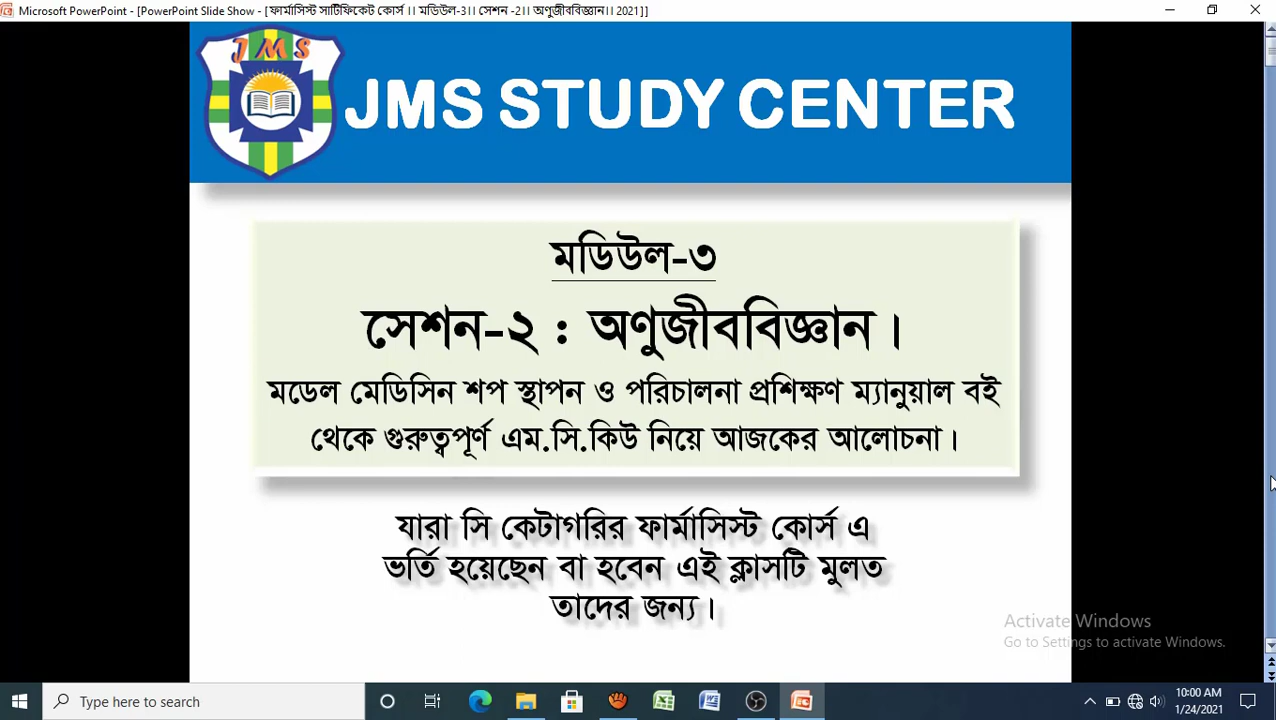 Microsoft PowerPoint - [PowerPoint Slide Show - [ফার্মাসিস্ট সাটিফিকেট কোর্স ।। মডিউল-3।। সেশন -2।। অণুজীববিজ্ঞান।। 2021]]
JMS
JMS STUDY CENTER
মডিউল-৩
সেশন-২ : অণুজীববিজ্ঞান।
মডেল মেডিসিন শপ স্থাপন ও পরিচালনা প্রশিক্ষণ ম্যানুয়াল বই
থেকে গুরুত্বপূর্ণ এম.সি.কিউ নিয়ে আজকের আলোচনা।
যারা সি কেটাগরির ফার্মাসিস্ট কোর্স এ
ভর্তি হয়েছেন বা হবেন এই ক্লাসটি মুলত
তাদের জন্য।
Activate Windows
Go to Settings to activate Windows.
Type here to search
10:00 AM
1/24/2021